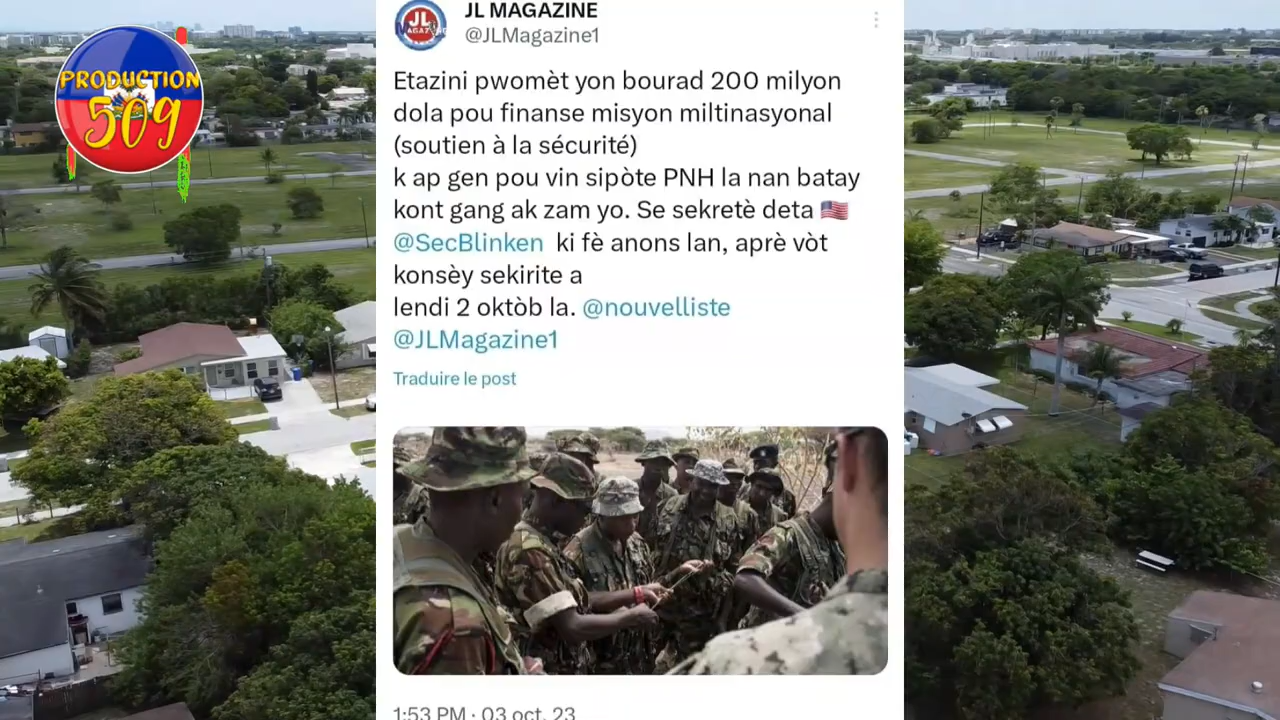 PRODUCTION
509
JL MAGAZINE
@JLMagazine1
Etazini pwomèt yon bourad 200 milyon
dola pou finanse misyon miltinasyonal
(soutien à la sécurité)
k ap gen pou vin sipòte PNH la nan batay
kont gang ak zam yo. Se sekretè deta 🇺🇸
@SecBlinken ki fè anons lan, aprè vòt
konsèy sekirite a
lendi 2 oktòb la. @nouvelliste
@JLMagazine1
Traduire le post
1:53 PM · 03 oct. 23